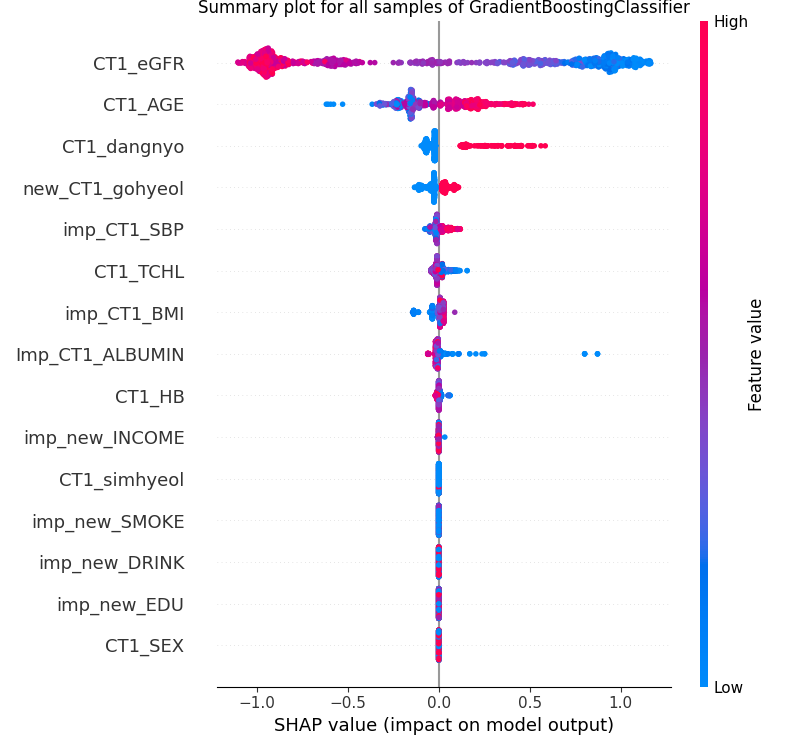 Summary plot for all samples of GradientBoostingClassifier
High
CT1_eGFR
CT1_AGE
CT1_dangnyo
new_CT1_gohyeol
imp_CT1_SBP
CT1_TCHL
imp_CT1_BMI
Imp_CT1_ALBUMIN
CT1_HB
imp_new_INCOME
CT1_simhyeol
imp_new_SMOKE
imp_new_DRINK
imp_new_EDU
CT1_SEX
Feature value
Low
−1.0 −0.5 0.0 0.5 1.0
SHAP value (impact on model output)